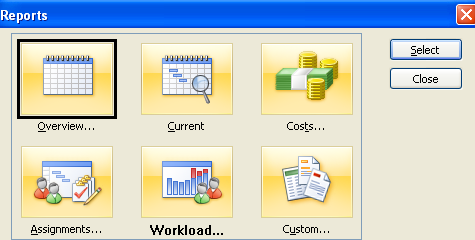 Reports
Select
Close
Overview...
Current
Costs...
Assignments...
Workload...
Custom...